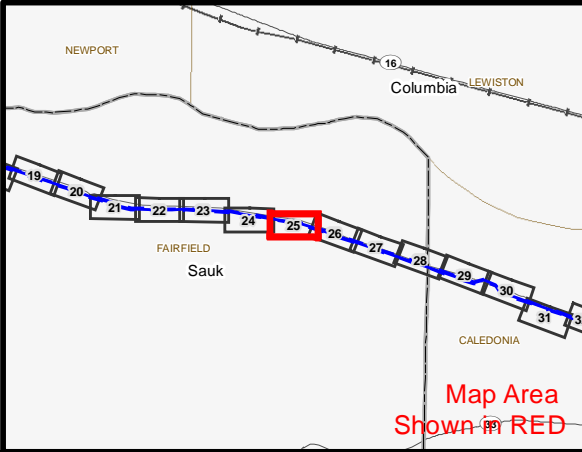 NEWPORT
16
Columbia
LEWISTON
19
20
21
22
23
24
25
26
27
28
29
30
31
FAIRFIELD
Sauk
CALEDONIA
Map Area
Shown in RED
33